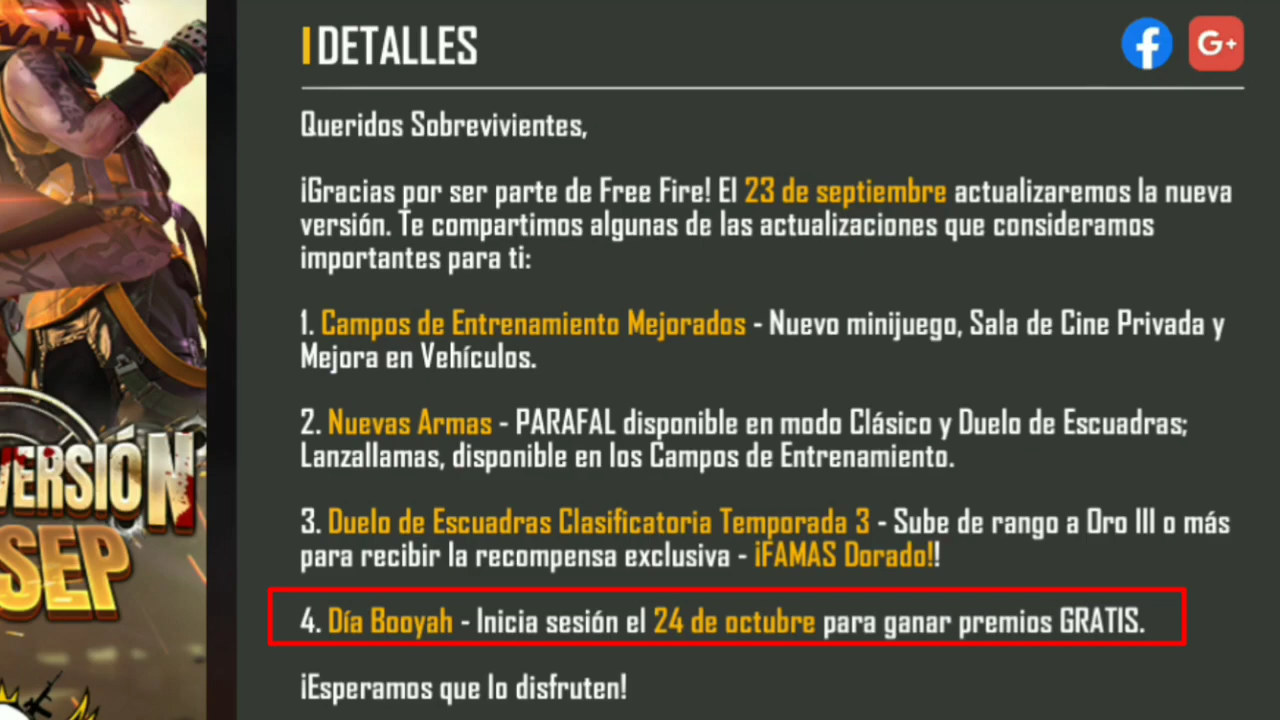 DETALLES
G+
Queridos Sobrevivientes,
¡Gracias por ser parte de Free Fire! El 23 de septiembre actualizaremos la nueva
versión. Te compartimos algunas de las actualizaciones que consideramos
importantes para ti:
1. Campos de Entrenamiento Mejorados - Nuevo minijuego, Sala de Cine Privada y
Mejora en Vehículos.
2. Nuevas Armas - PARAFAL disponible en modo Clásico y Duelo de Escuadras;
Lanzallamas, disponible en los Campos de Entrenamiento.
3. Duelo de Escuadras Clasificatoria Temporada 3 - Sube de rango a Oro III o más
para recibir la recompensa exclusiva - ¡FAMAS Dorado!!
4. Día Booyah - Inicia sesión el 24 de octubre para ganar premios GRATIS.
¡Esperamos que lo disfruten!
VERSIÓN
SEP